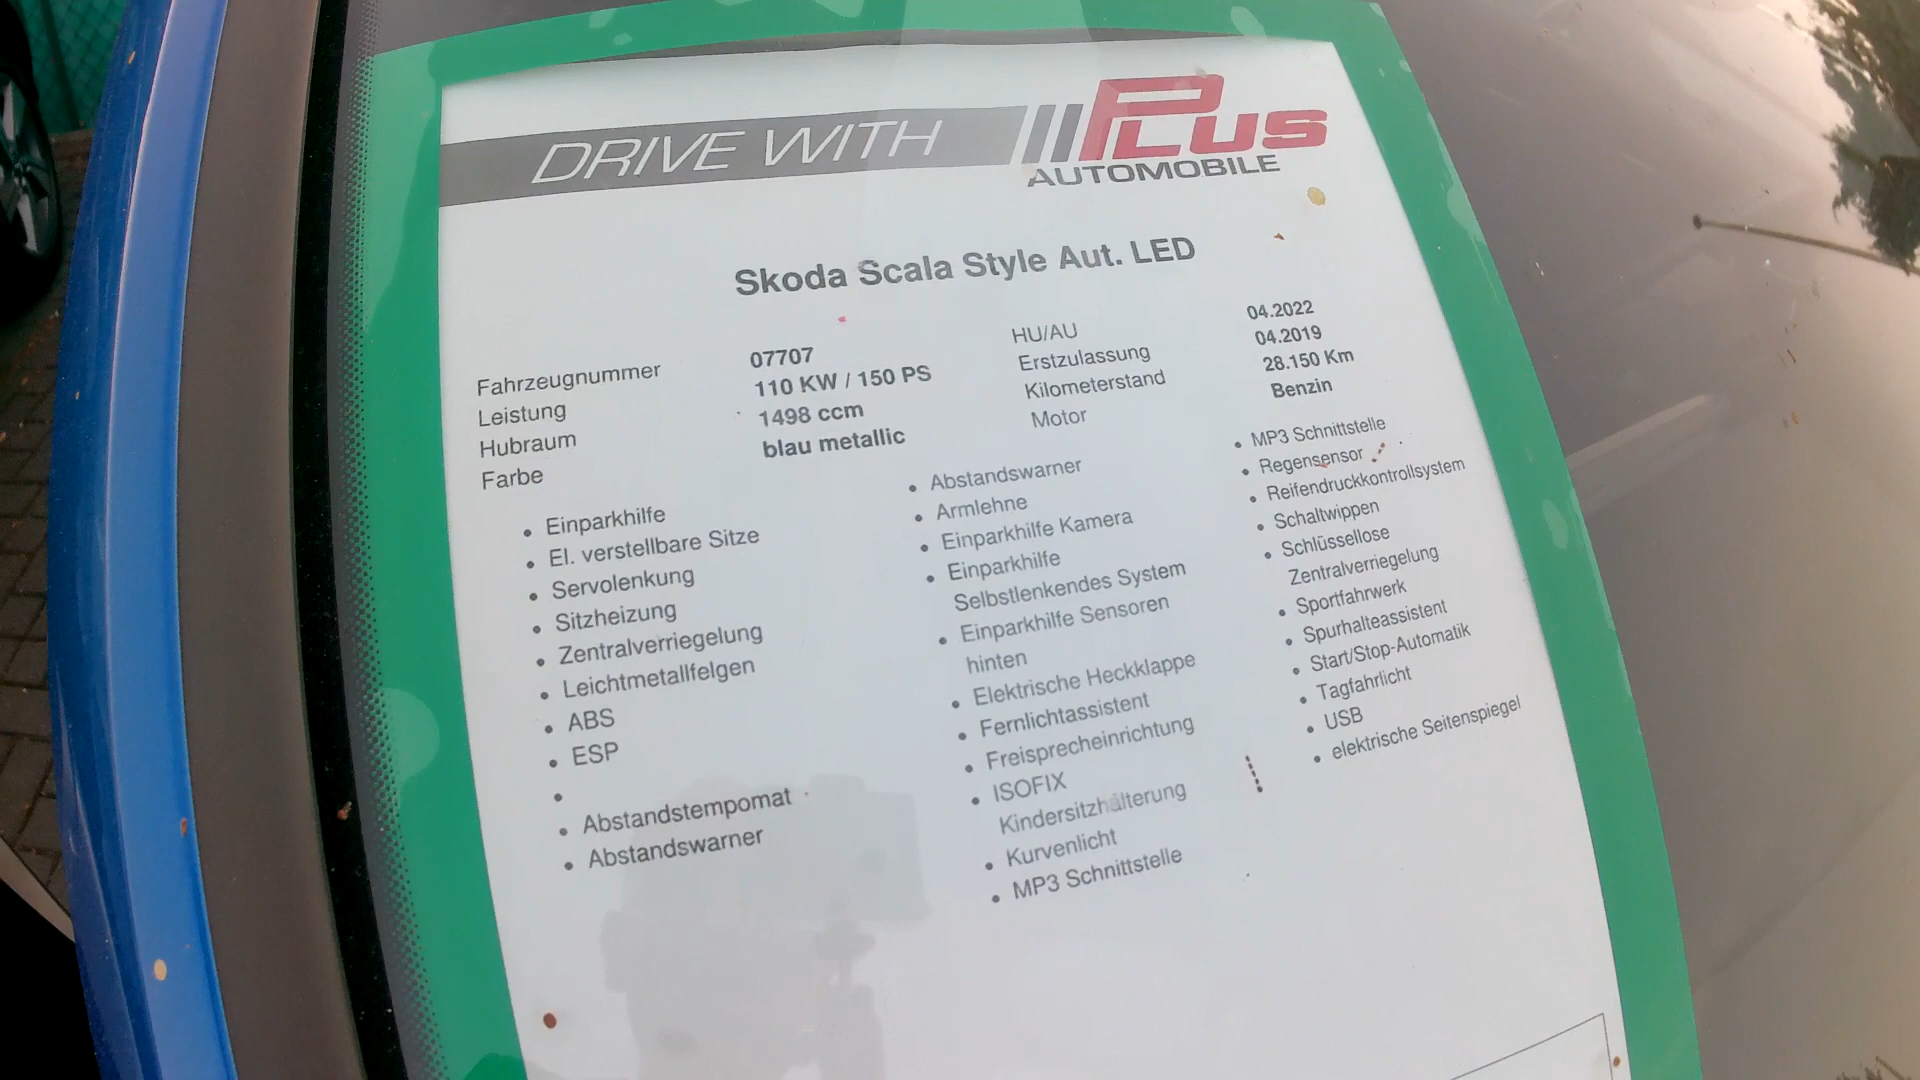 DRIVE WITH PLUS
AUTOMOBILE
Skoda Scala Style Aut. LED
Fahrzeugnummer 07707
Leistung 110 KW / 150 PS
Hubraum 1498 ccm
Farbe blau metallic
HU/AU 04.2022
Erstzulassung 04.2019
Kilometerstand 28.150 Km
Motor Benzin
• Einparkhilfe
• El. verstellbare Sitze
• Servolenkung
• Sitzheizung
• Zentralverriegelung
• Leichtmetallfelgen
• ABS
• ESP
•
• Abstandstempomat
• Abstandswarner
• Abstandswarner
• Armlehne
• Einparkhilfe Kamera
• Einparkhilfe
Selbstlenkendes System
• Einparkhilfe Sensoren
hinten
• Elektrische Heckklappe
• Fernlichtassistent
• Freisprecheinrichtung
• ISOFIX
Kindersitzhalterung
• Kurvenlicht
• MP3 Schnittstelle
• MP3 Schnittstelle
• Regensensor
• Reifendruckkontrollsystem
• Schaltwippen
• Schlüssellose
Zentralverriegelung
• Sportfahrwerk
• Spurhalteassistent
• Start/Stop-Automatik
• Tagfahrlicht
• USB
• elektrische Seitenspiegel